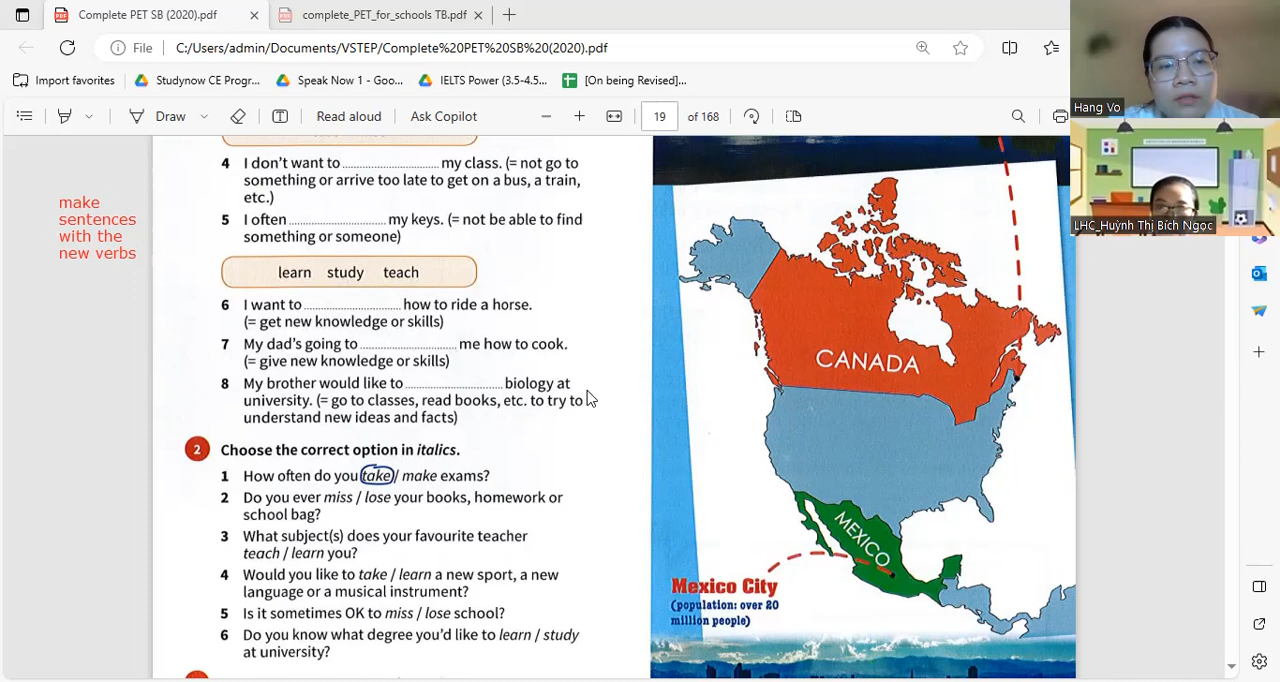 Complete PET SB (2020).pdf
complete_PET_for_schools TB.pdf
File
C:/Users/admin/Documents/VSTEP/Complete%20PET%20SB%20(2020).pdf
Import favorites
Studynow CE Progr...
Speak Now 1 - Goo...
IELTS Power (3.5-4.5...
[On being Revised]...
Draw
Read aloud
Ask Copilot
19 of 168
Hang Vo
LHC_Huỳnh Thị Bích Ngọc
make
sentences
with the
new verbs
4 I don't want to .......................... my class. (= not go to
something or arrive too late to get on a bus, a train,
etc.)
5 I often .......................... my keys. (= not be able to find
something or someone)
learn study teach
6 I want to .......................... how to ride a horse.
(= get new knowledge or skills)
7 My dad's going to .......................... me how to cook.
(= give new knowledge or skills)
8 My brother would like to .......................... biology at
university. (= go to classes, read books, etc. to try to
understand new ideas and facts)
2 Choose the correct option in italics.
1 How often do you take / make exams?
2 Do you ever miss / lose your books, homework or
school bag?
3 What subject(s) does your favourite teacher
teach / learn you?
4 Would you like to take / learn a new sport, a new
language or a musical instrument?
5 Is it sometimes OK to miss / lose school?
6 Do you know what degree you'd like to learn / study
at university?
CANADA
MEXICO
Mexico City
(population: over 20
million people)